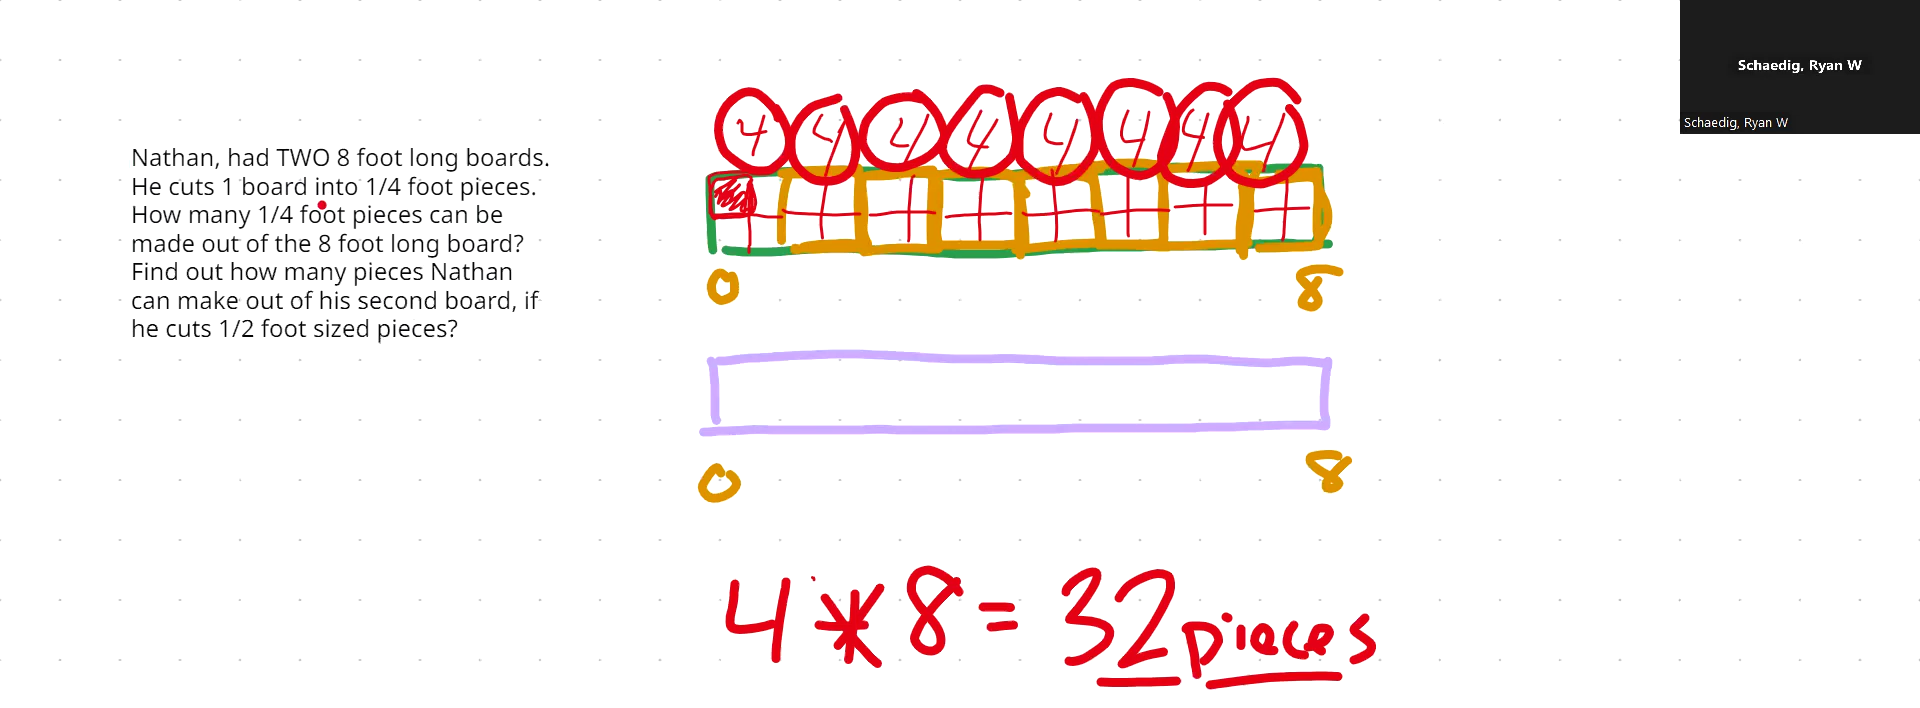 Schaedig, Ryan W
Schaedig, Ryan W
Nathan, had TWO 8 foot long boards.
He cuts 1 board into 1/4 foot pieces.
How many 1/4 foot pieces can be
made out of the 8 foot long board?
Find out how many pieces Nathan
can make out of his second board, if
he cuts 1/2 foot sized pieces?
4 4 4 4 4 4 4 4
0 8
0 8
4 * 8 = 32 pieces